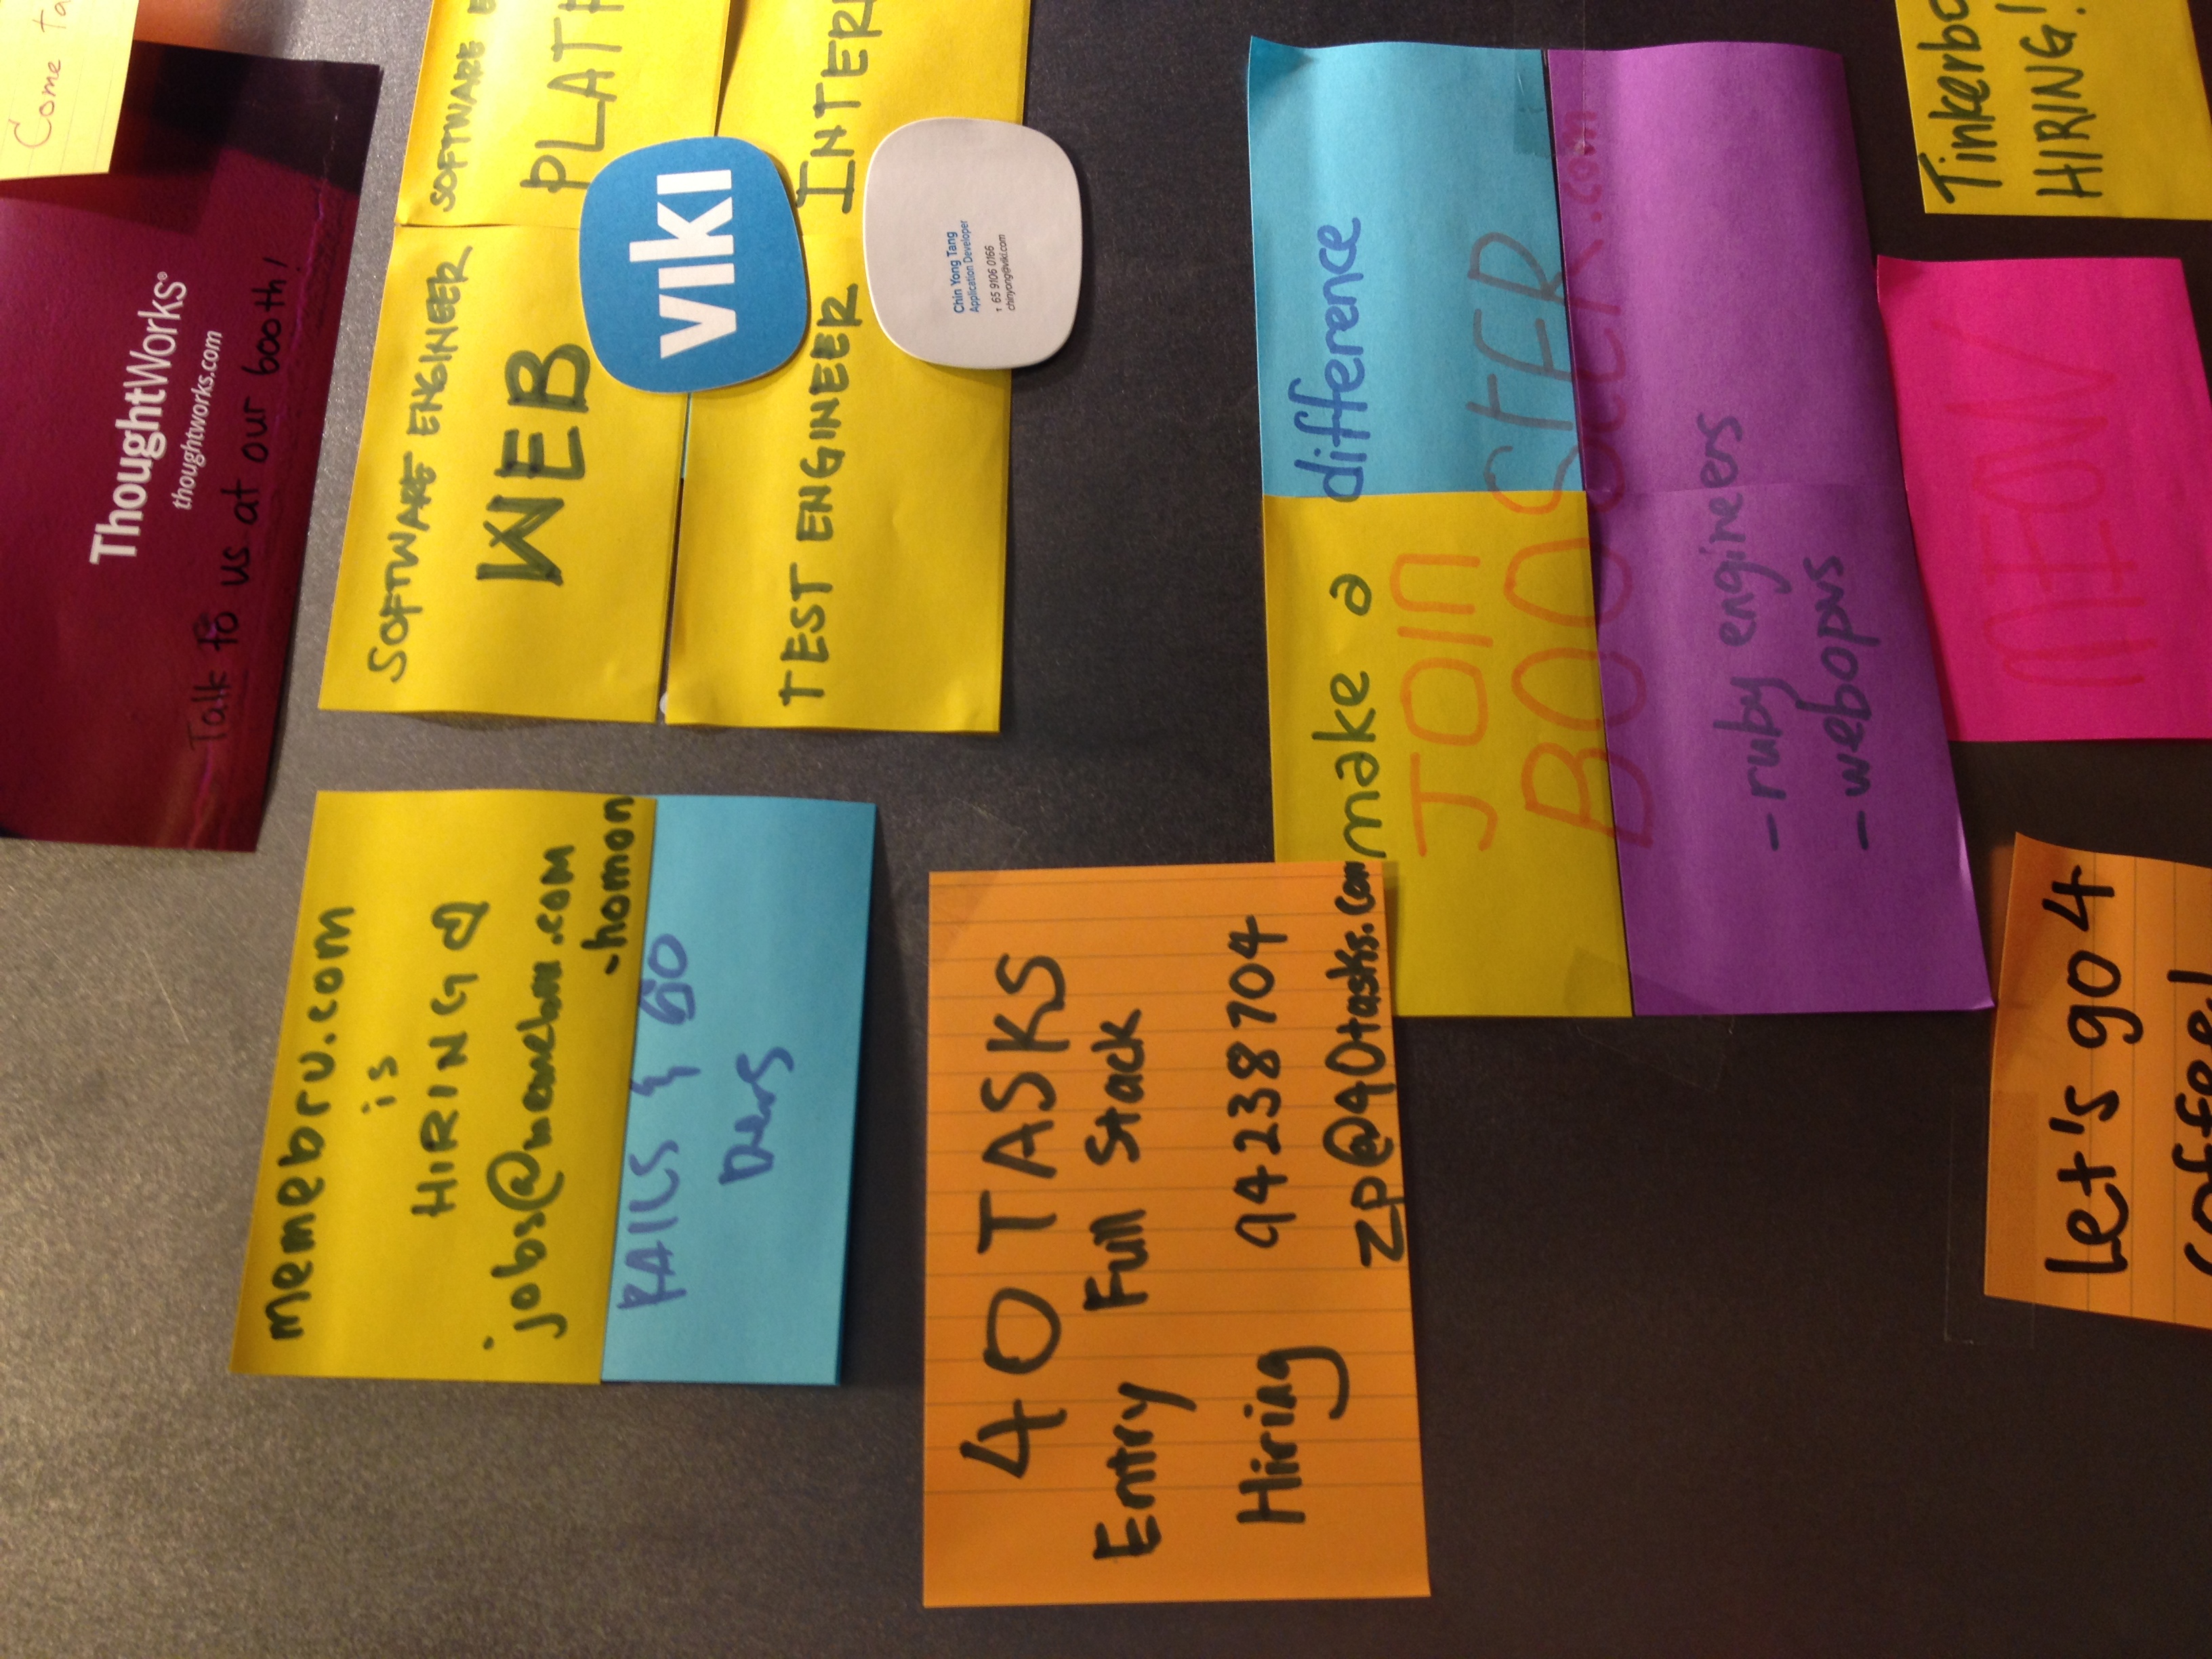 Come ta
ThoughtWorks®
thoughtworks.com
Talk to us at our booth!
memebru.com
is
HIRING
jobs@memebru.com
-homan
RAILS & GO
Devs
SOFTWARE ENGINEER
WEB
SOFTWARE E
PLATF
VIKI
TEST ENGINEER
INTER
Chin Yong Tang
Application Developer
T 65 9106 0166
chinyong@viki.com
40 TASKS
Entry Full Stack
Hiring 94238704
zp@40tasks.com
make a difference
JOIN
BOOStER.com
- ruby engineers
- webopus
MEOW
Tinkerbo
HIRING!
Let's go 4
coffee!